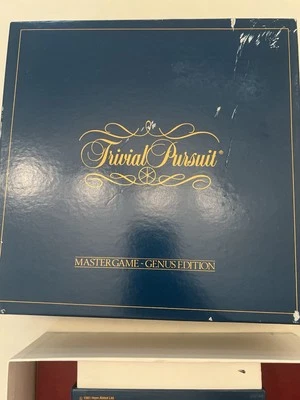 Trivial Pursuit®
MASTER GAME - GENUS EDITION